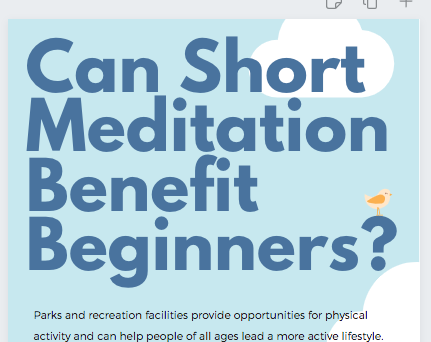 Can Short
Meditation
Benefit
Beginners?
Parks and recreation facilities provide opportunities for physical
activity and can help people of all ages lead a more active lifestyle.